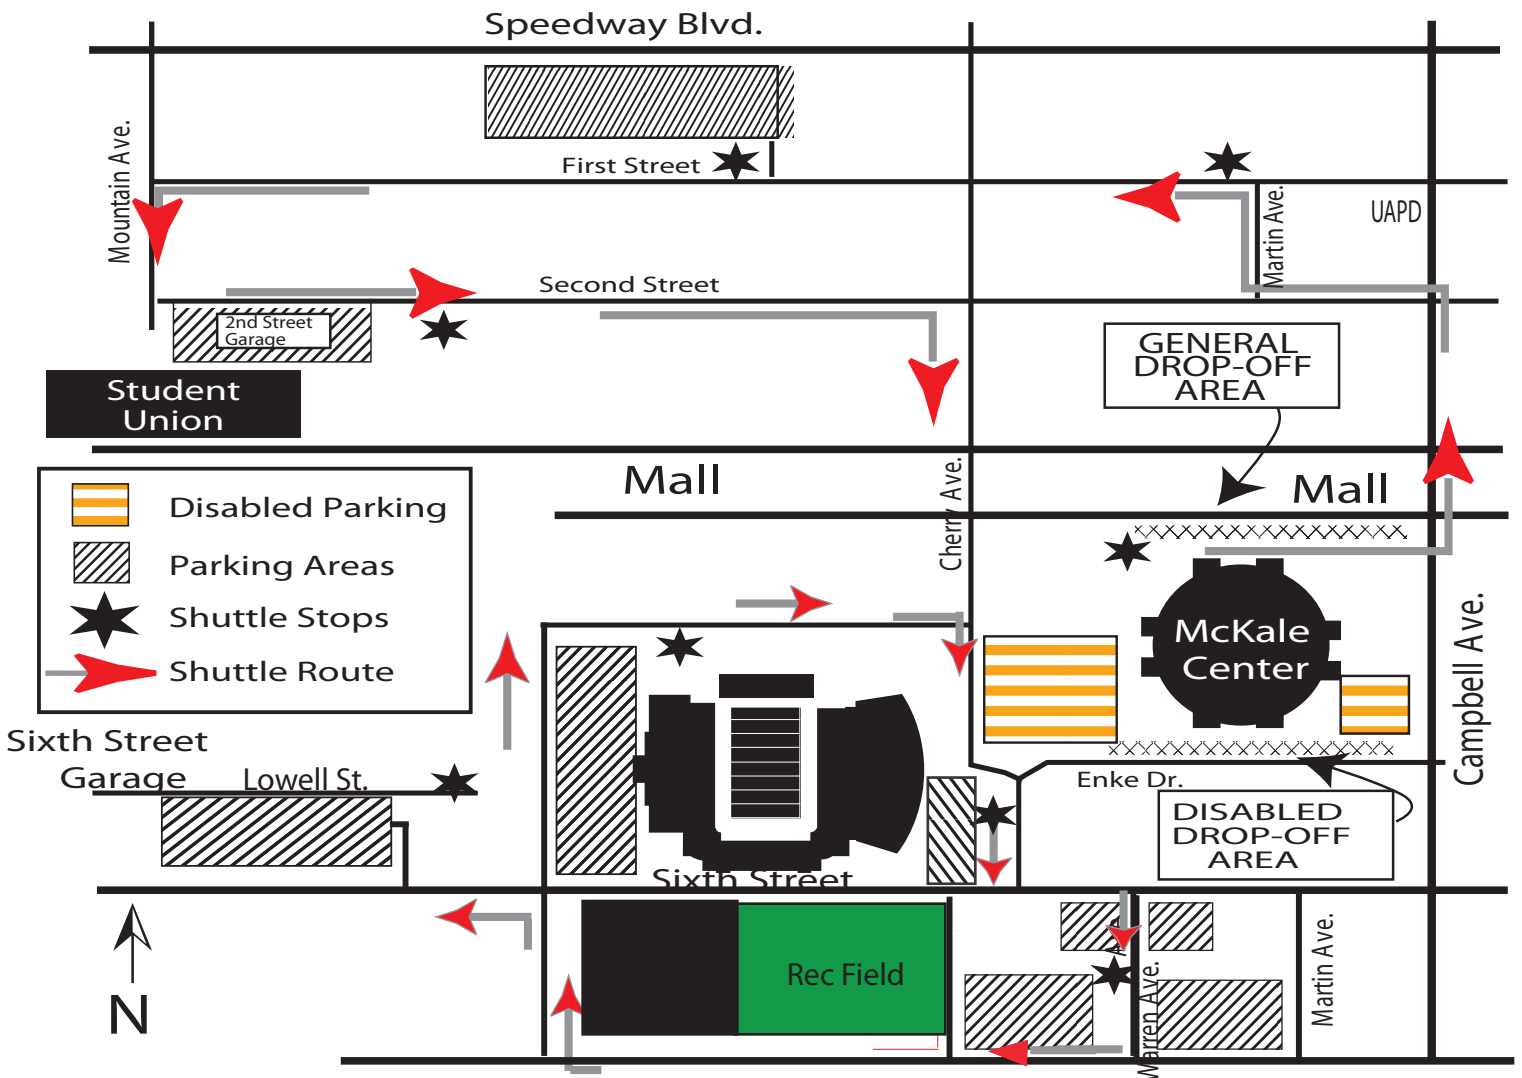 Speedway Blvd.
Mountain Ave.
First Street
Martin Ave.
UAPD
Second Street
2nd Street
Garage
GENERAL
DROP-OFF
AREA
Student
Union
Mall
Mall
Cherry Ave.
Disabled Parking
Parking Areas
Shuttle Stops
Shuttle Route
McKale
Center
Campbell Ave.
Sixth Street
Garage
Lowell St.
Enke Dr.
DISABLED
DROP-OFF
AREA
Sixth Street
Rec Field
Warren Ave.
Martin Ave.
N